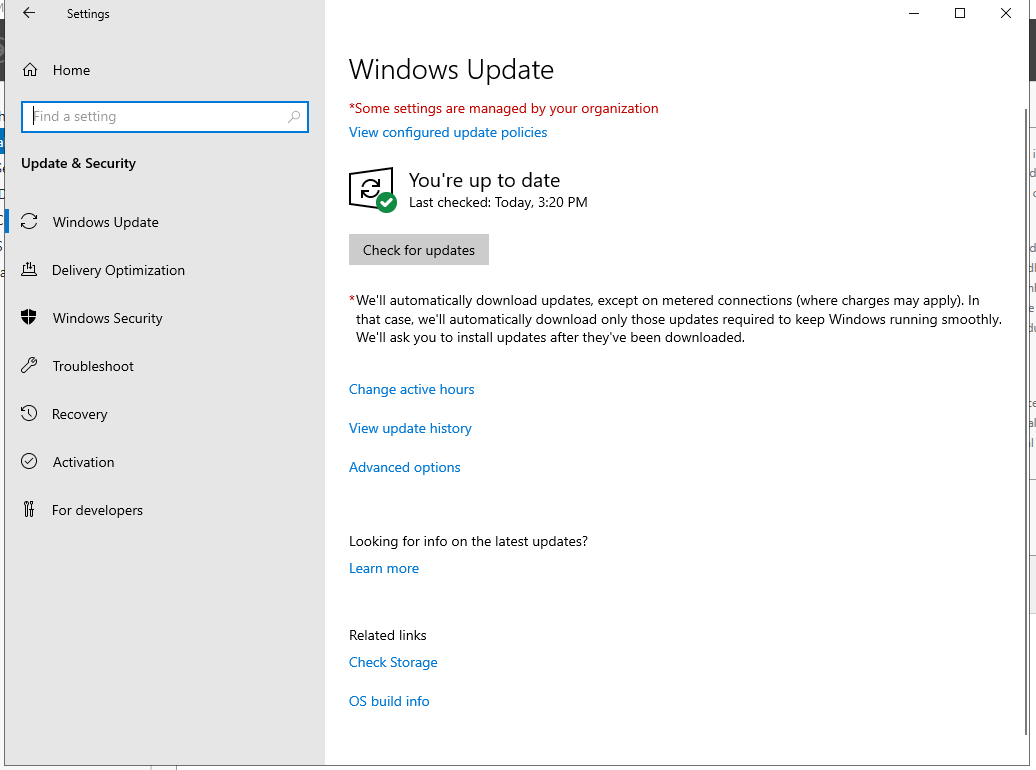 Settings
Home
Find a setting
Update & Security
Windows Update
Delivery Optimization
Windows Security
Troubleshoot
Recovery
Activation
For developers
Windows Update
*Some settings are managed by your organization
View configured update policies
You're up to date
Last checked: Today, 3:20 PM
Check for updates
*We'll automatically download updates, except on metered connections (where charges may apply). In
that case, we'll automatically download only those updates required to keep Windows running smoothly.
We'll ask you to install updates after they've been downloaded.
Change active hours
View update history
Advanced options
Looking for info on the latest updates?
Learn more
Related links
Check Storage
OS build info